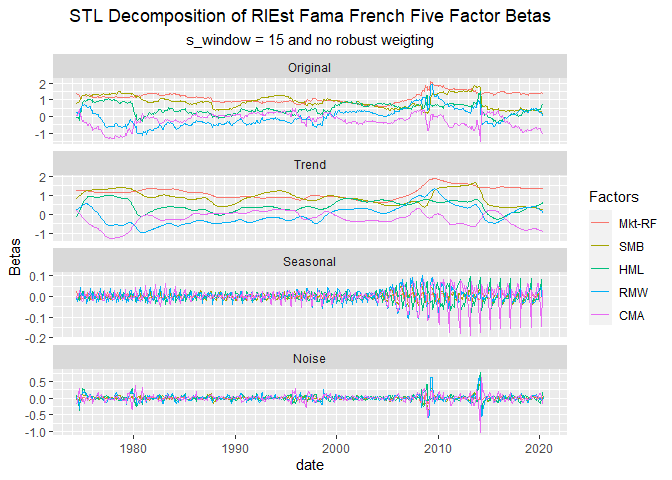 STL Decomposition of RlEst Fama French Five Factor Betas
s_window = 15 and no robust weigting
Original
2
1
0
-1
Trend
2
1
0
-1
Seasonal
0.1
0.0
-0.1
-0.2
Noise
0.5
0.0
-0.5
-1.0
Betas
1980 1990 2000 2010 2020
date
Factors
Mkt-RF
SMB
HML
RMW
CMA